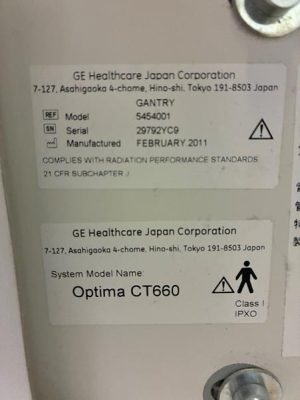 GE Healthcare Japan Corporation
7-127, Asahigaoka 4-chome, Hino-shi, Tokyo 191-8503 Japan
GANTRY
REF Model 5454001
SN Serial 29792YC9
Manufactured FEBRUARY 2011
COMPLIES WITH RADIATION PERFORMANCE STANDARDS
21 CFR SUBCHAPTER J
GE Healthcare Japan Corporation
7-127, Asahigaoka 4-chome, Hino-shi, Tokyo 191-8503 Japan
System Model Name:
Optima CT660
Class I
IPXO